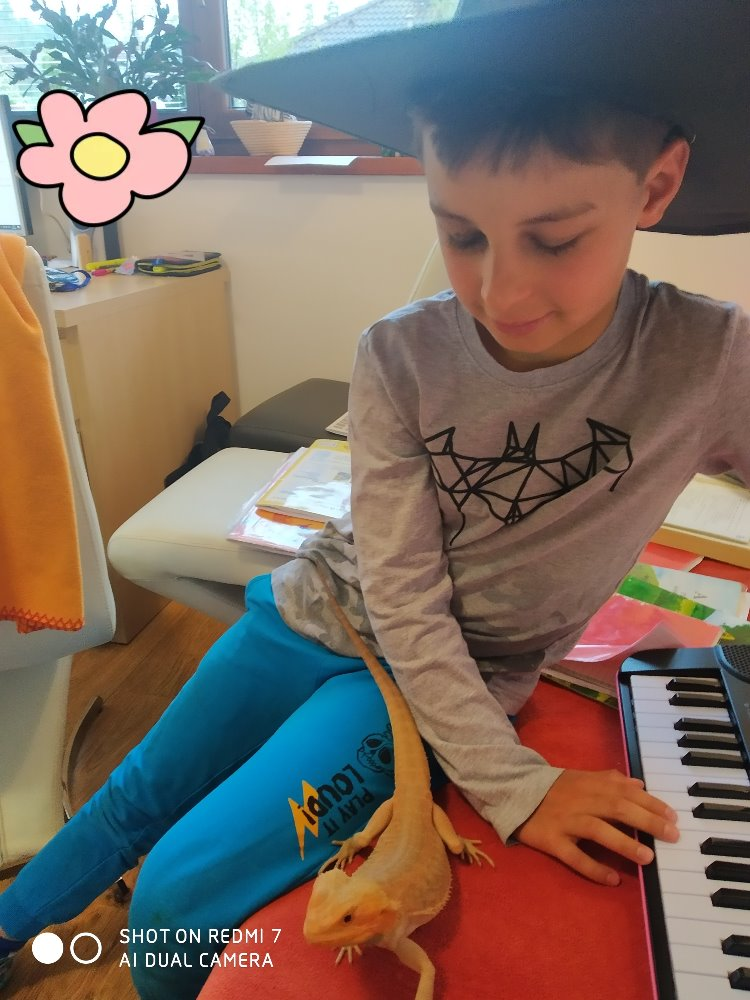 PLAY IT
LOUD!
SHOT ON REDMI 7
AI DUAL CAMERA